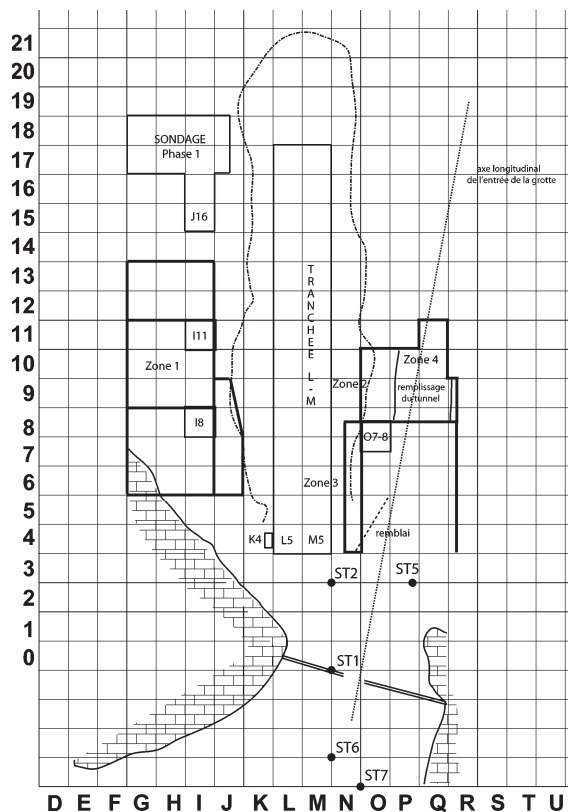 21
20
19
18
17
16
15
14
13
12
11
10
9
8
7
6
4
3
2
1
0
SONDAGE
Phase 1
J16
axe longitudinal
de l'entrée de la grotte
TRANCHEE L-M
I11
Zone 1
Zone 2
Zone 4
remplissage
du tunnel
I8
O7-8
Zone 3
K4
L5
M5
remblai
ST2
ST5
ST1
ST6
ST7
D E F G H I J K L M N O P Q R S T U